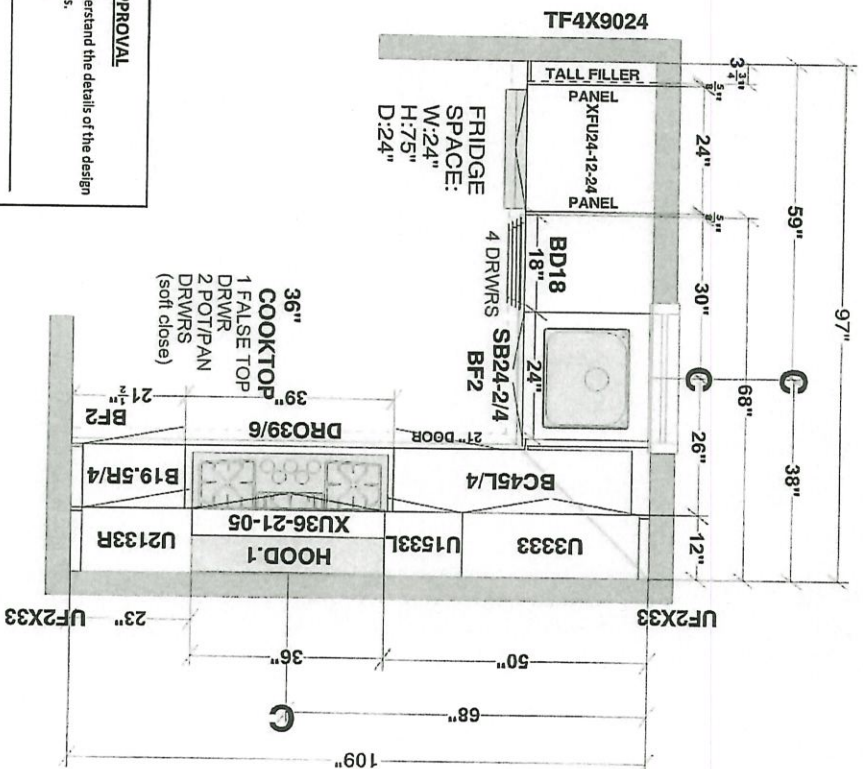 PPROVAL
erstand the details of the design
s.
TF4X9024
97"
59"
38"
C
3 3/4"
5/8"
24"
5/8"
30"
C
26"
12"
68"
TALL FILLER
PANEL
XFU24-12-24
PANEL
FRIDGE
SPACE:
W:24"
H:75"
D:24"
BD18
18"
4 DRWRS
24"
SB24-2/4
BF2
36"
COOKTOP
1 FALSE TOP
DRWR
2 POT/PAN
DRWRS
(soft close)
21 1/2"
39"
BF2
DRO39/6
21" DOOR
B19.5R/4
BC45L/4
XU36-21-05
U2133R
HOOD.1
U1533L
U3333
UF2X33
23"
UF2X33
36"
50"
C
68"
109"